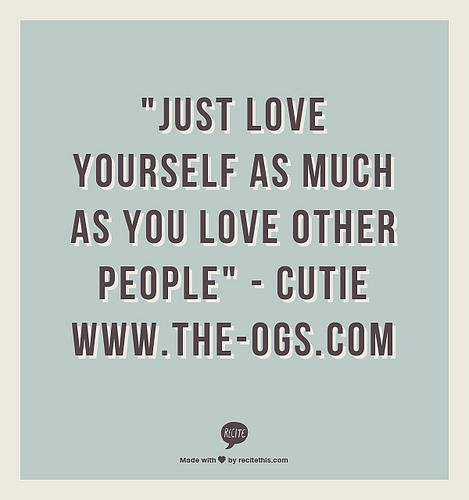 "JUST LOVE
YOURSELF AS MUCH
AS YOU LOVE OTHER
PEOPLE" - CUTIE
WWW.THE-OGS.COM
RECITE
Made with ♥ by recitethis.com